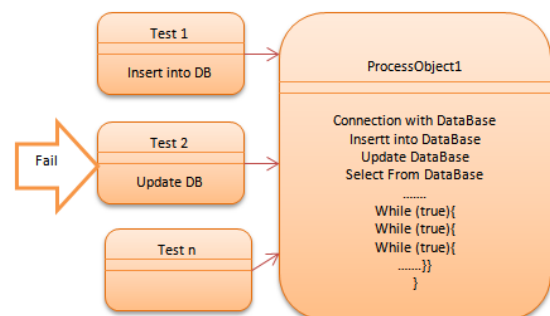 Test 1
Insert into DB
Fail
Test 2
Update DB
Test n
ProcessObject1
Connection with DataBase
Insertt into DataBase
Update DataBase
Select From DataBase
.......
While (true){
While (true){
While (true){
.......}}
}